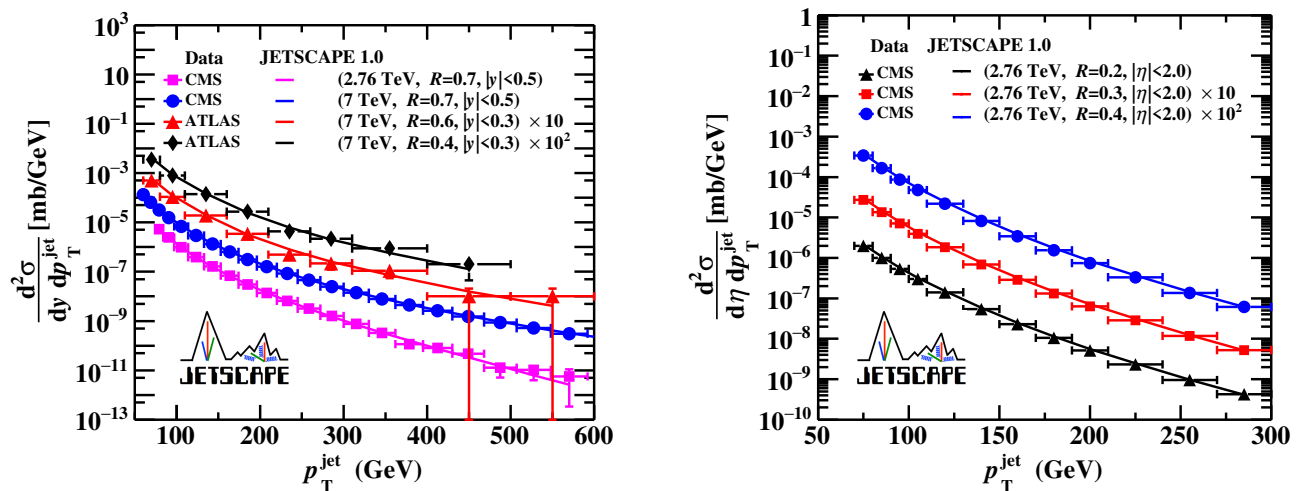 Data JETSCAPE 1.0
CMS (2.76 TeV, R=0.7, |y|<0.5)
CMS (7 TeV, R=0.7, |y|<0.5)
ATLAS (7 TeV, R=0.6, |y|<0.3) × 10
ATLAS (7 TeV, R=0.4, |y|<0.3) × 10²
10³
10
10⁻¹
10⁻³
10⁻⁵
10⁻⁷
10⁻⁹
10⁻¹¹
10⁻¹³
d²σ / dy dp_T^jet [mb/GeV]
JETSCAPE
100 200 300 400 500 600
p_T^jet (GeV)
Data JETSCAPE 1.0
CMS (2.76 TeV, R=0.2, |η|<2.0)
CMS (2.76 TeV, R=0.3, |η|<2.0) × 10
CMS (2.76 TeV, R=0.4, |η|<2.0) × 10²
1
10⁻¹
10⁻²
10⁻³
10⁻⁴
10⁻⁵
10⁻⁶
10⁻⁷
10⁻⁸
10⁻⁹
10⁻¹⁰
d²σ / dη dp_T^jet [mb/GeV]
JETSCAPE
50 100 150 200 250 300
p_T^jet (GeV)